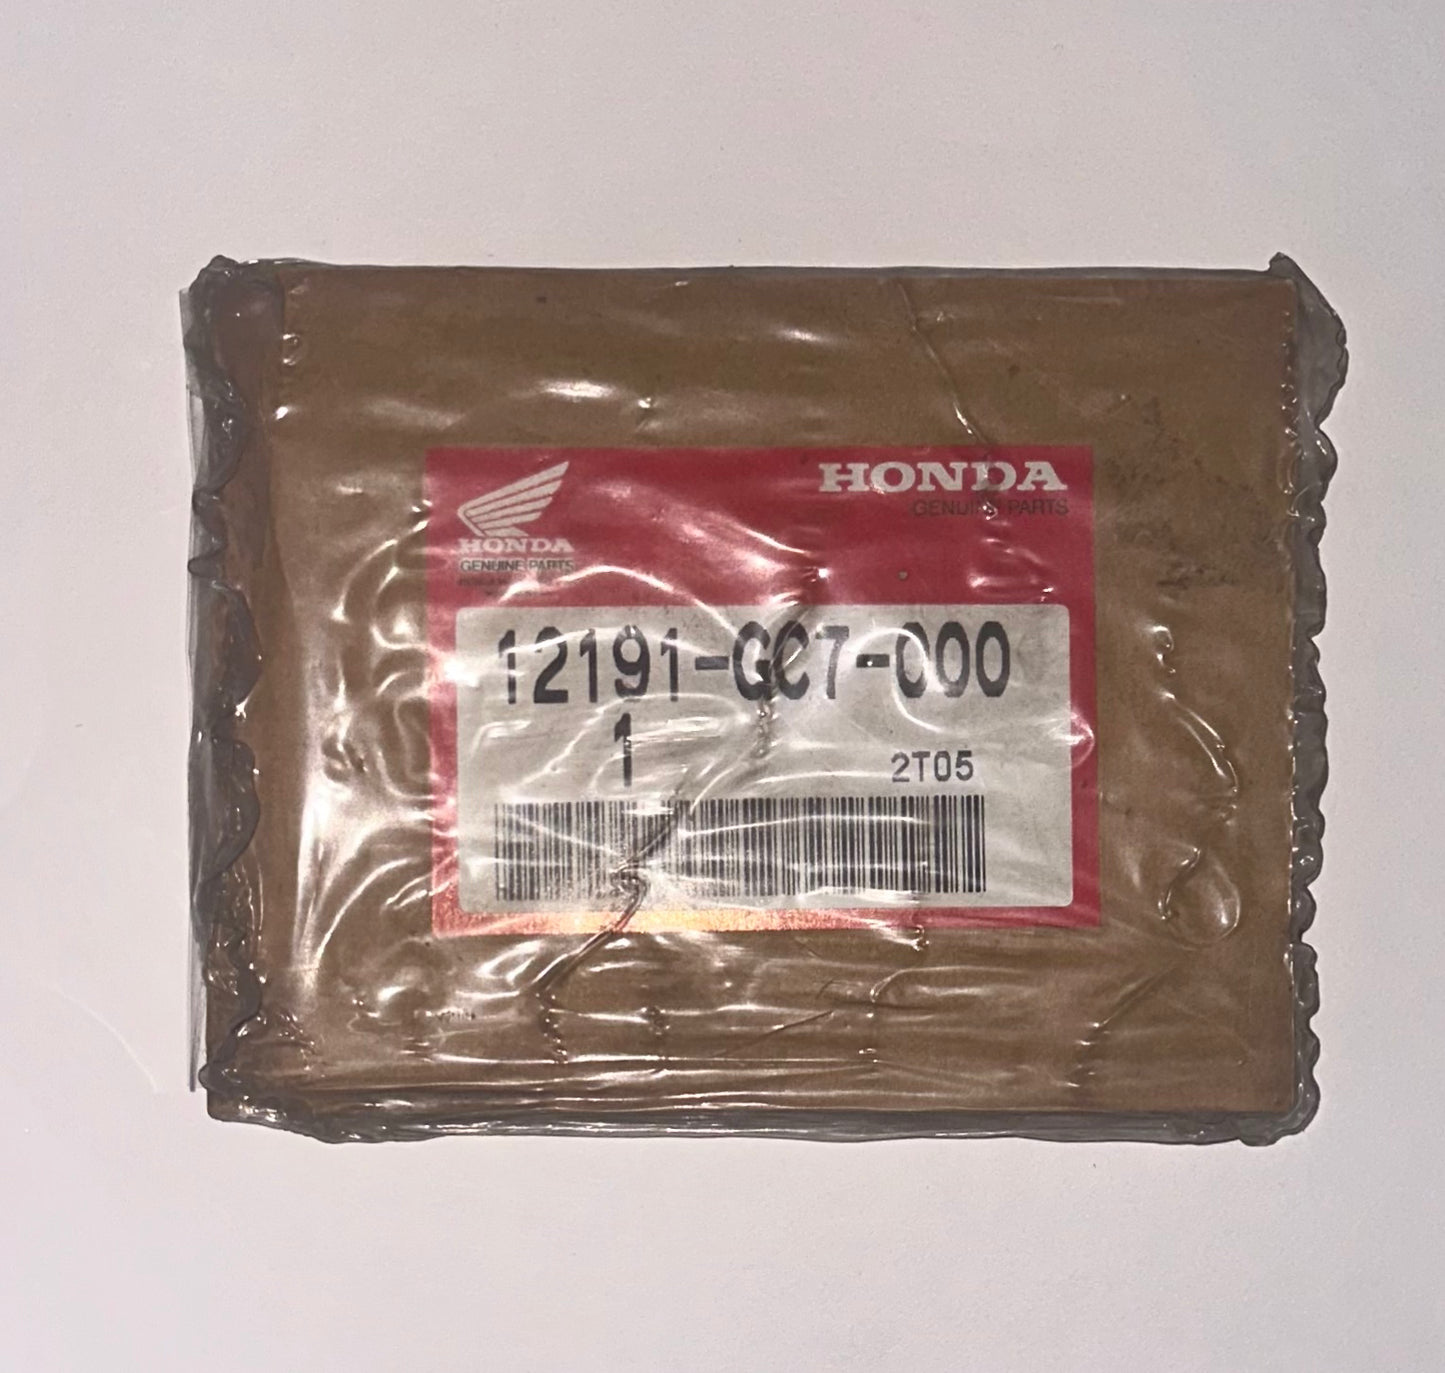 HONDA
GENUINE PARTS
HONDA
GENUINE PARTS
12191-GC7-000
1
2T05